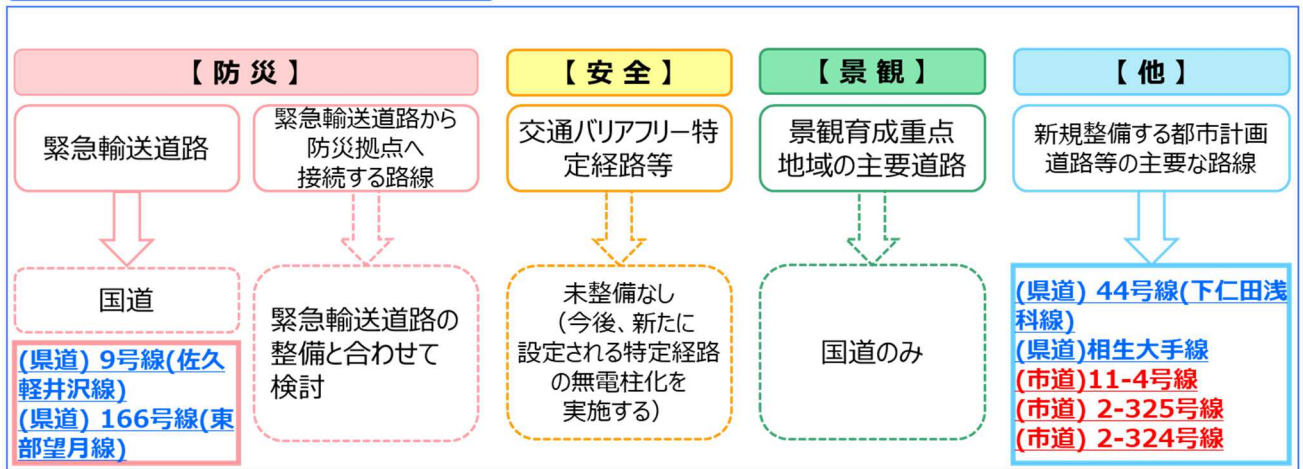 【 防 災 】
緊急輸送道路
国道
(県道) 9号線(佐久
軽井沢線)
(県道) 166号線(東
部望月線)
緊急輸送道路から
防災拠点へ
接続する路線
緊急輸送道路の
整備と合わせて
検討
【 安 全 】
交通バリアフリー特
定経路等
未整備なし
（今後、新たに
設定される特定経路
の無電柱化を
実施する）
【 景 観 】
景観育成重点
地域の主要道路
国道のみ
【 他 】
新規整備する都市計画
道路等の主要な路線
(県道) 44号線(下仁田浅
科線)
(県道)相生大手線
(市道)11-4号線
(市道) 2-325号線
(市道) 2-324号線